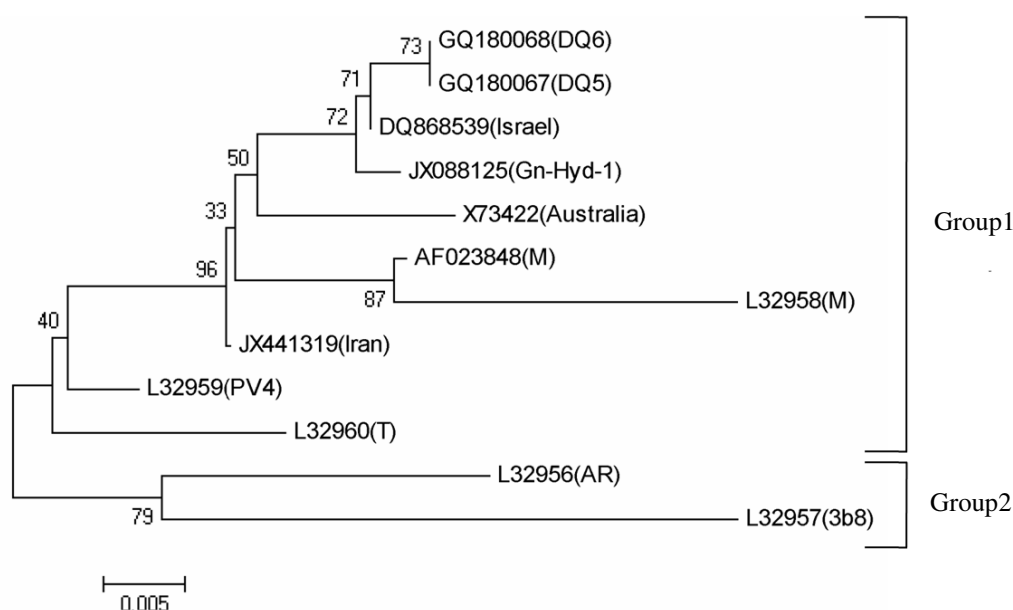 73
GQ180068(DQ6)
71
GQ180067(DQ5)
72
DQ868539(Israel)
50
JX088125(Gn-Hyd-1)
33
X73422(Australia)
Group1
96
AF023848(M)
87
L32958(M)
40
JX441319(Iran)
L32959(PV4)
L32960(T)
L32956(AR)
Group2
79
L32957(3b8)
0.005